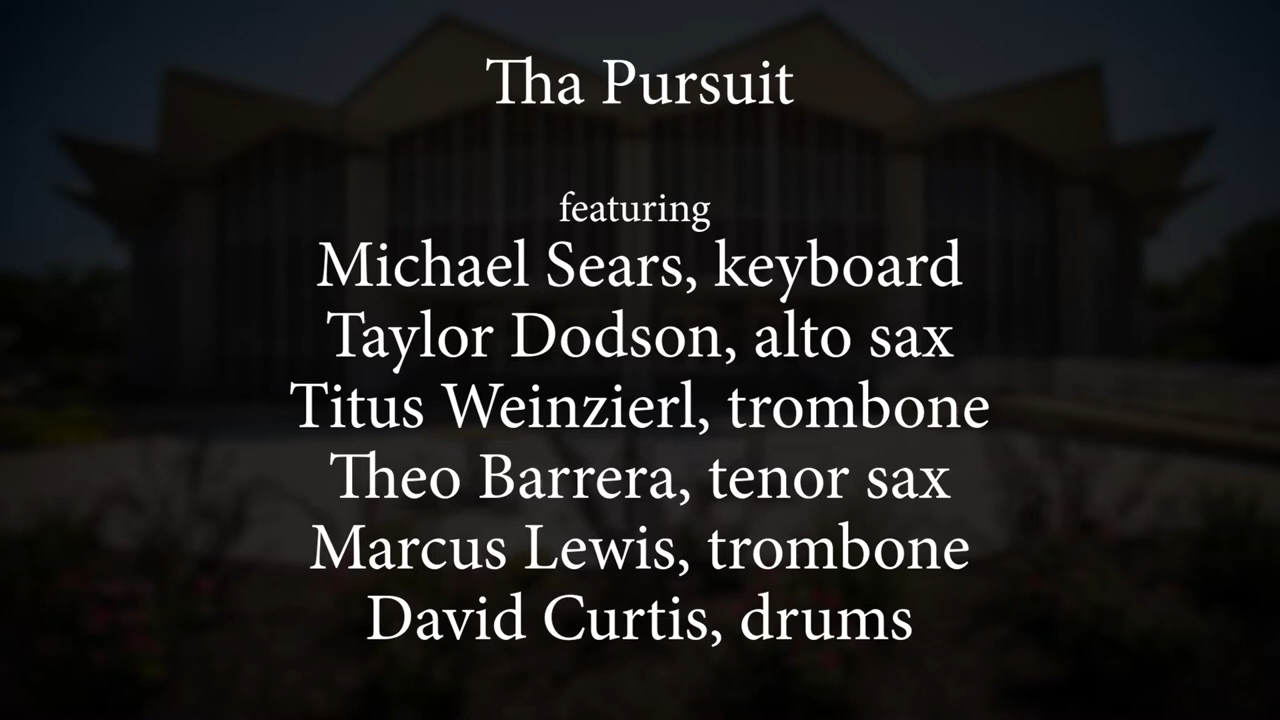 Tha Pursuit
featuring
Michael Sears, keyboard
Taylor Dodson, alto sax
Titus Weinzierl, trombone
Theo Barrera, tenor sax
Marcus Lewis, trombone
David Curtis, drums